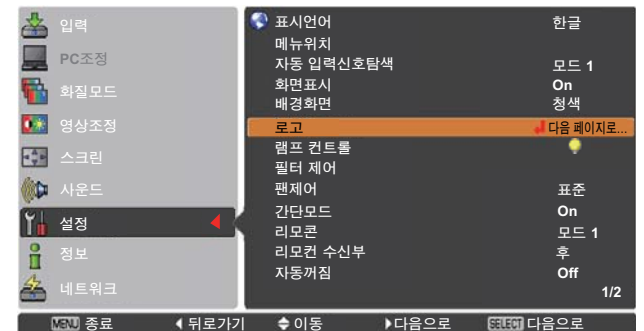 입력
PC조정
화질모드
영상조정
스크린
사운드
설정
정보
네트워크
표시언어 한글
메뉴위치
자동 입력신호탐색 모드 1
화면표시 On
배경화면 청색
로고 다음 페이지로...
램프 컨트롤
필터 제어
팬제어 표준
간단모드 On
리모콘 모드 1
리모컨 수신부 후
자동꺼짐 Off
1/2
MENU 종료 뒤로가기 이동 다음으로 SELECT 다음으로